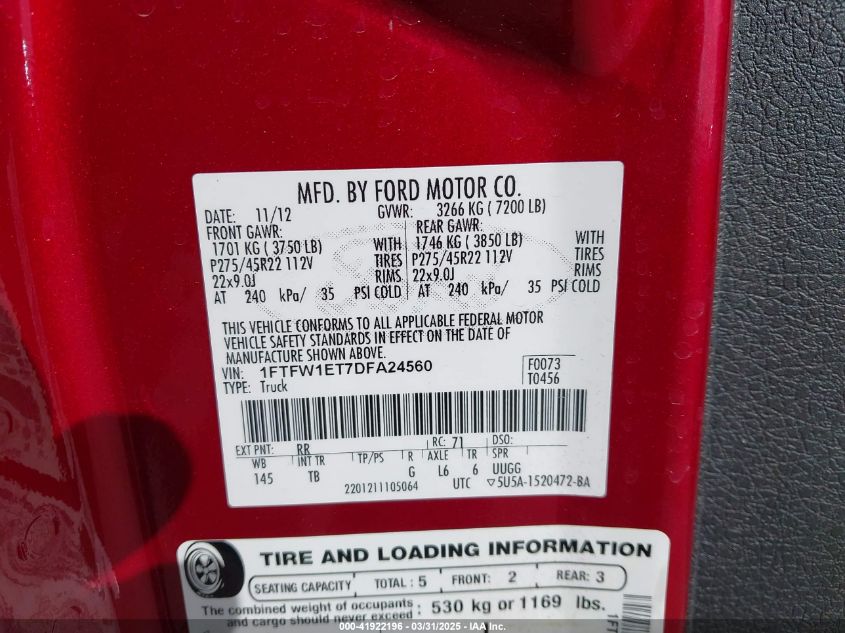 MFD. BY FORD MOTOR CO.
DATE: 11/12 GVWR: 3266 KG ( 7200 LB)
FRONT GAWR: REAR GAWR:
1701 KG ( 3750 LB) WITH 1746 KG ( 3850 LB) WITH
P275/45R22 112V TIRES P275/45R22 112V TIRES
22x9.0J RIMS 22x9.0J RIMS
AT 240 kPa/ 35 PSI COLD AT 240 kPa/ 35 PSI COLD
THIS VEHICLE CONFORMS TO ALL APPLICABLE FEDERAL MOTOR
VEHICLE SAFETY STANDARDS IN EFFECT ON THE DATE OF
MANUFACTURE SHOWN ABOVE.
VIN: 1FTFW1ET7DFA24560 F0073
TYPE: Truck T0456
EXT PNT: RR RC: 71 DSO:
WB INT TR TP/PS R AXLE TR SPR
145 TB G L6 6 UUGG
2201211105064 UTC ▽5U5A-1520472-BA
TIRE AND LOADING INFORMATION
SEATING CAPACITY TOTAL : 5 FRONT: 2 REAR: 3
The combined weight of occupants and cargo should never exceed : 530 kg or 1169 lbs.
1FT
000-41922196 - 03/31/2025 - IAAI.com